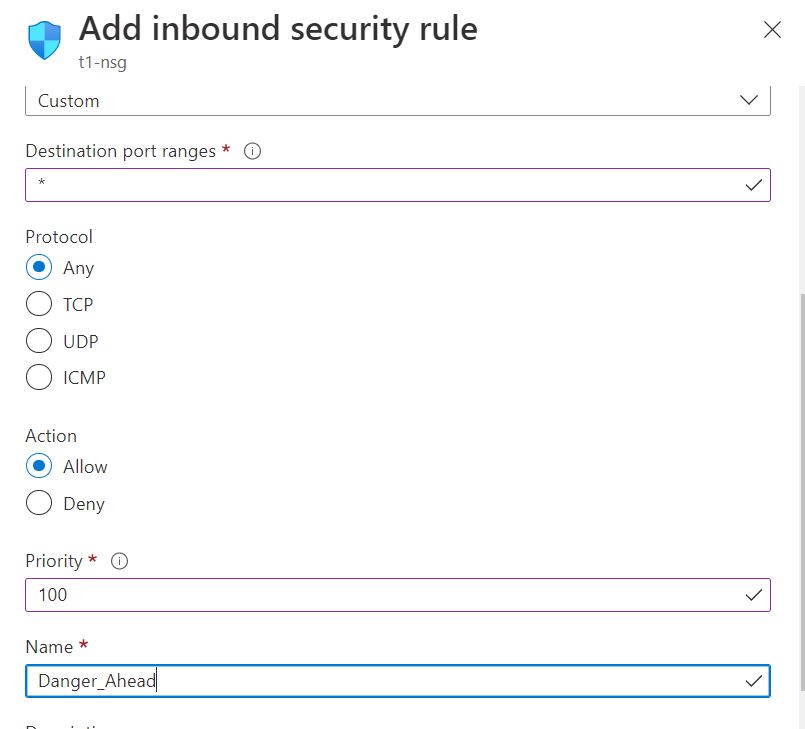 Add inbound security rule
t1-nsg
Custom
Destination port ranges *
*
Protocol
Any
TCP
UDP
ICMP
Action
Allow
Deny
Priority *
100
Name *
Danger_Ahead